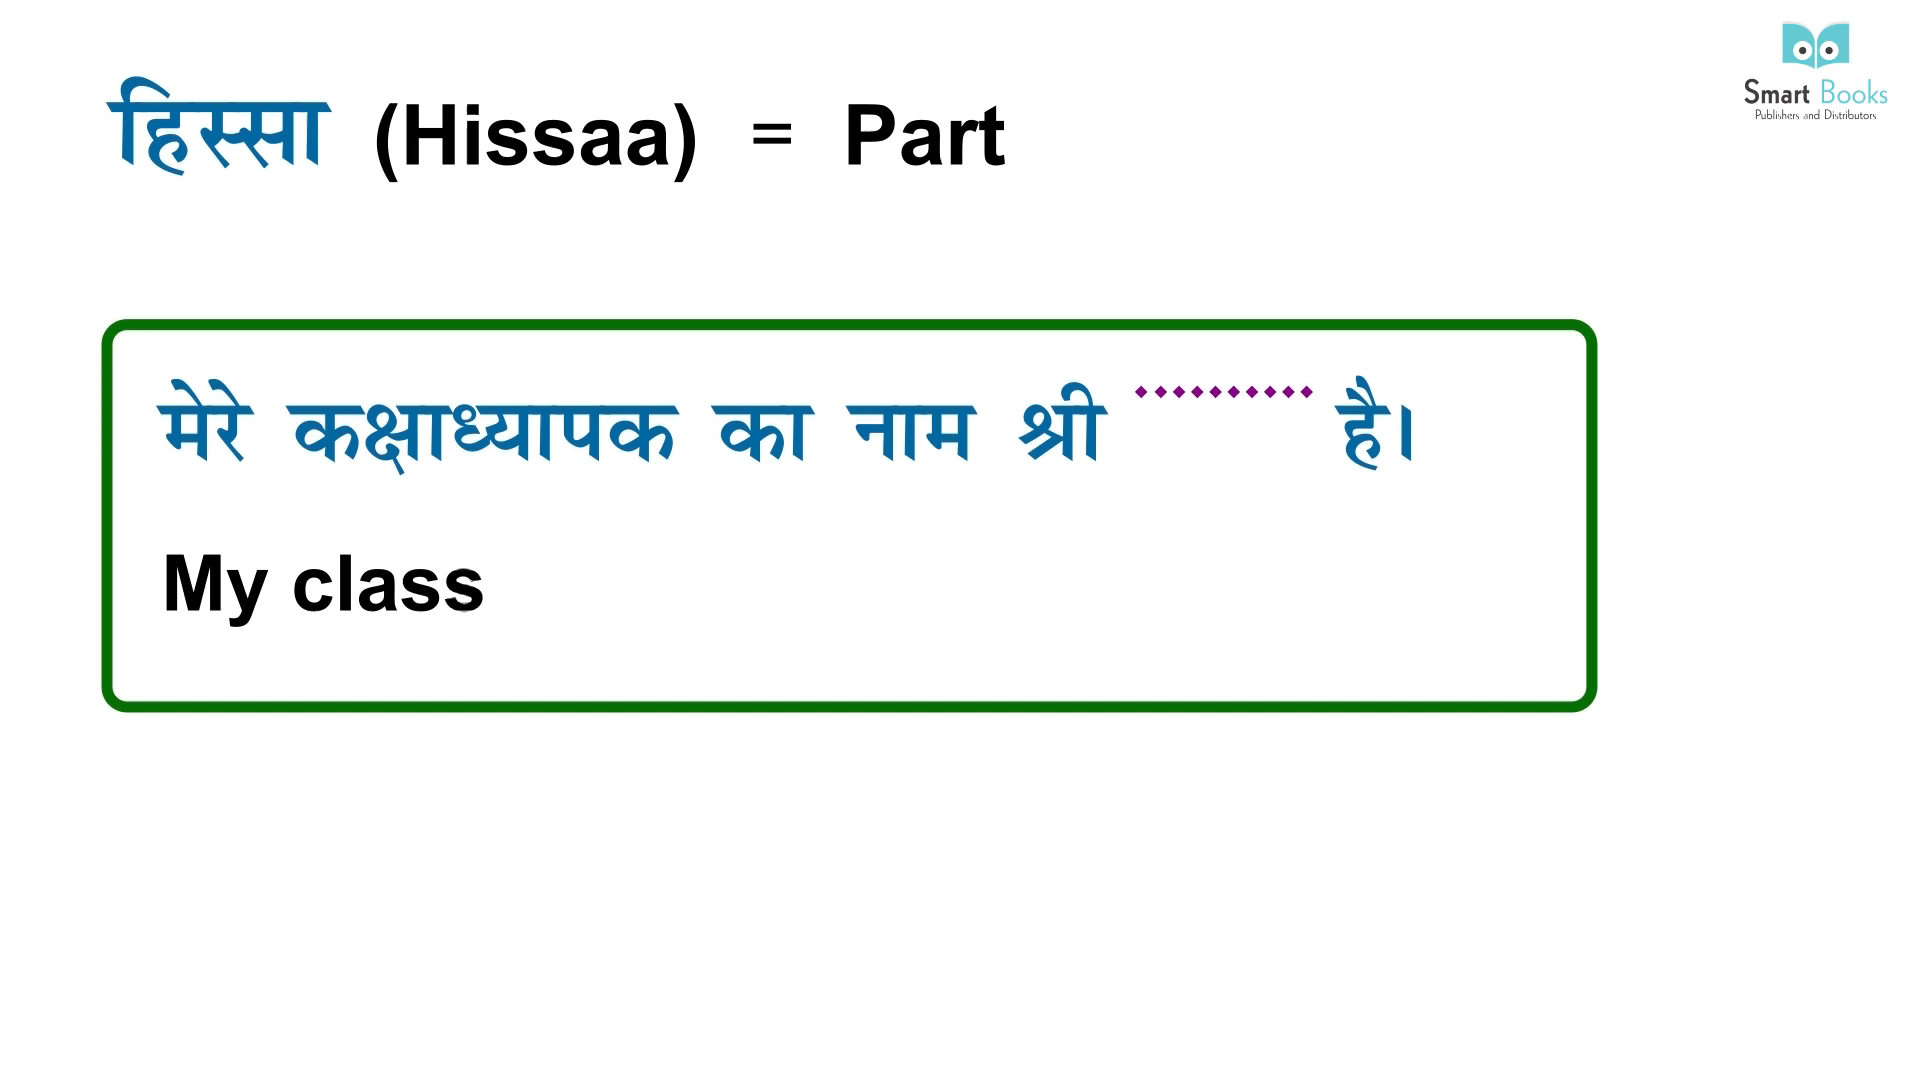 Smart Books
Publishers and Distributors
हिस्सा (Hissaa) = Part
मेरे कक्षाध्यापक का नाम श्री .......... है।
My class